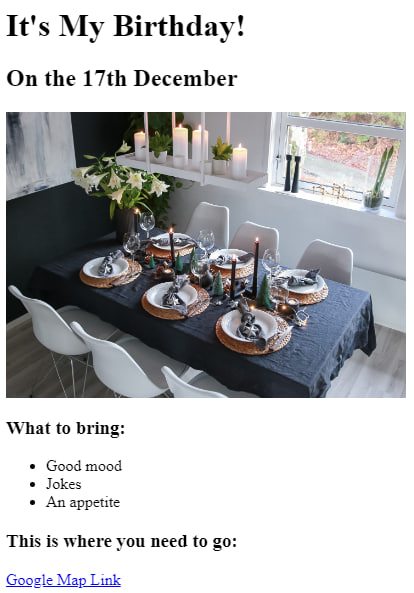 It's My Birthday!
On the 17th December
What to bring:
Good mood
Jokes
An appetite
This is where you need to go:
Google Map Link